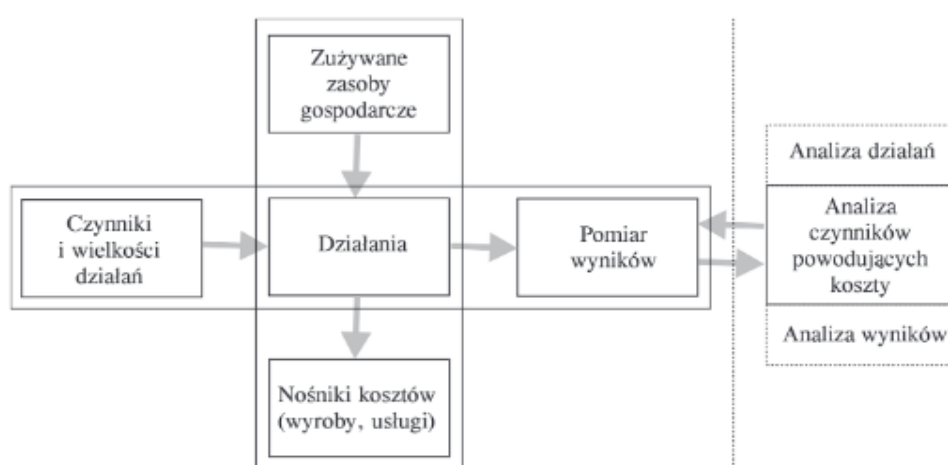 Zużywane
zasoby
gospodarcze
Czynniki
i wielkości
działań
Działania
Pomiar
wyników
Analiza działań
Analiza
czynników
powodujących
koszty
Analiza wyników
Nośniki kosztów
(wyroby, usługi)